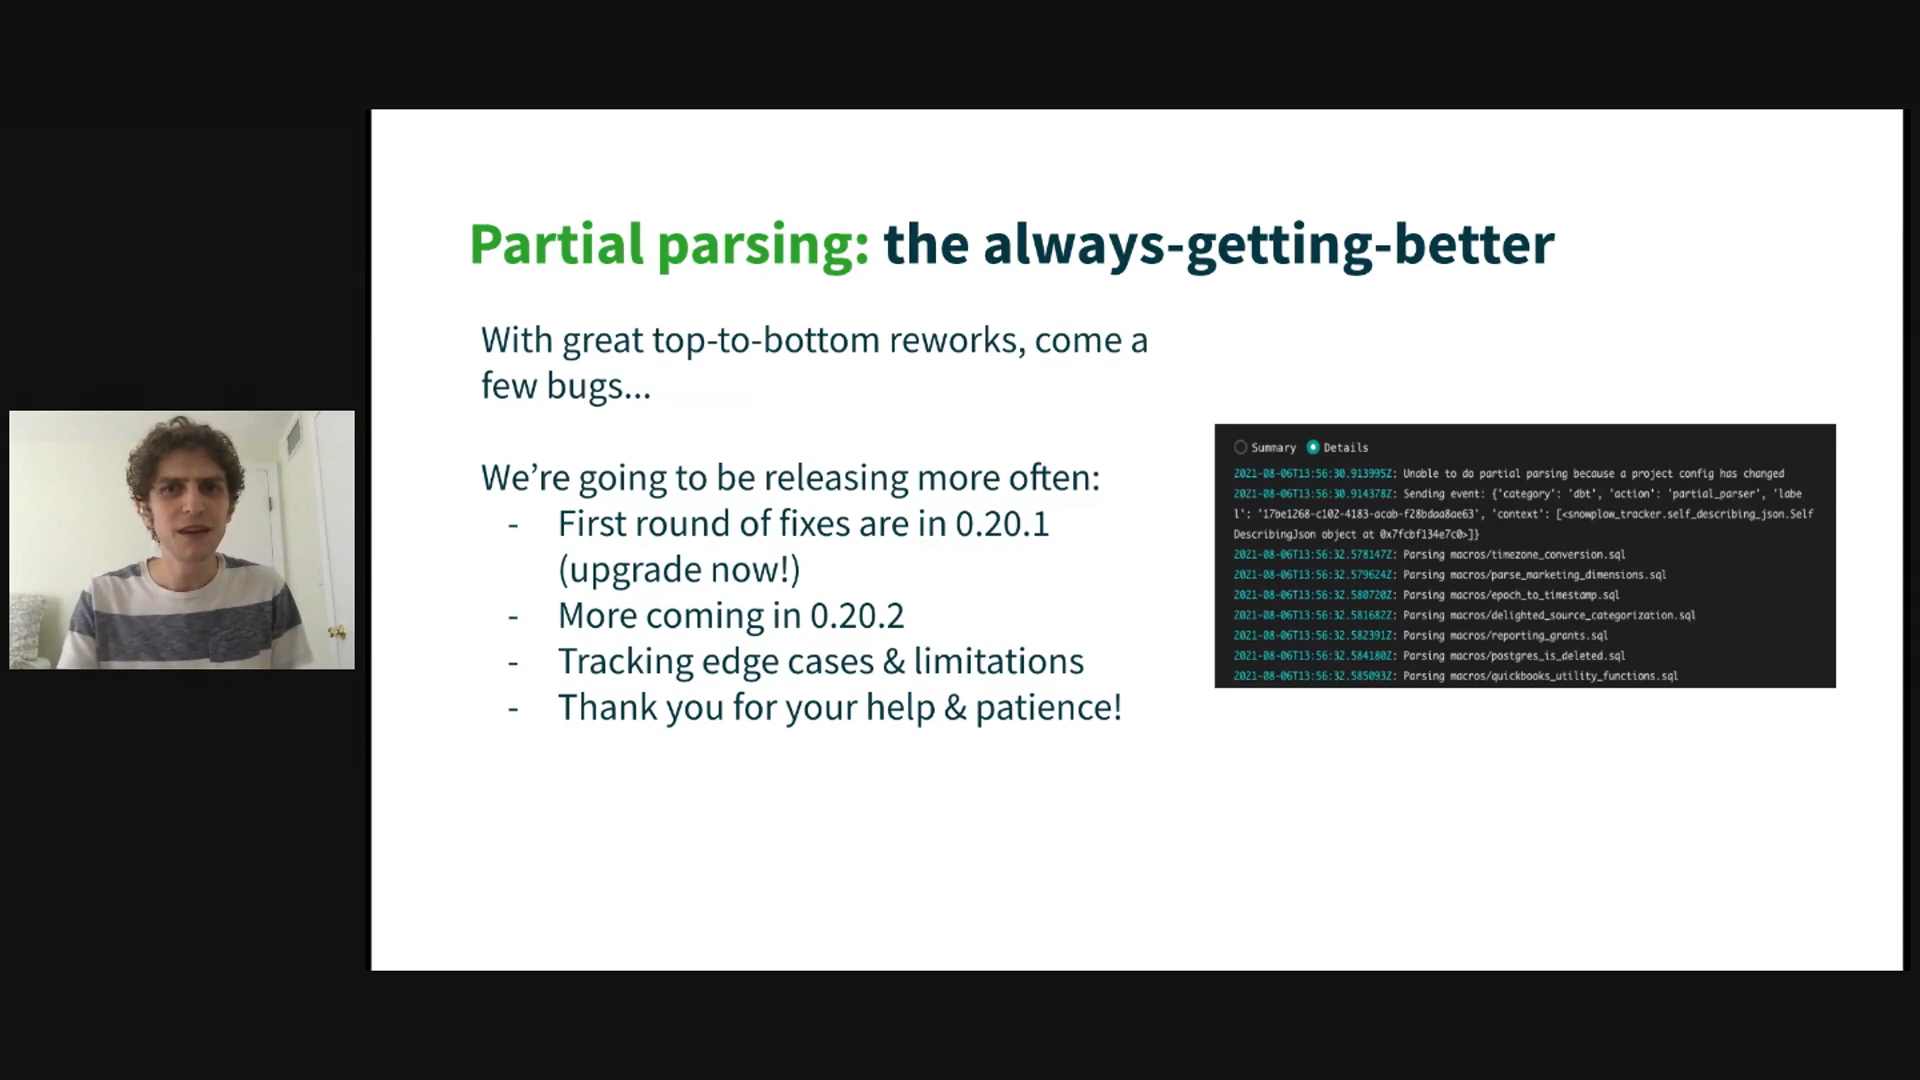 Partial parsing: the always-getting-better
With great top-to-bottom reworks, come a
few bugs...
We’re going to be releasing more often:
- First round of fixes are in 0.20.1
(upgrade now!)
- More coming in 0.20.2
- Tracking edge cases & limitations
- Thank you for your help & patience!
Summary Details
2021-08-06T13:56:30.913995Z: Unable to do partial parsing because a project config has changed
2021-08-06T13:56:30.914378Z: Sending event: {'category': 'dbt', 'action': 'partial_parser', 'labe
l': '17be1268-c102-4183-acab-f28bdaa8ae63', 'context': [<snowplow_tracker.self_describing_json.Self
DescribingJson object at 0x7fcbf134e7c0>]}
2021-08-06T13:56:32.578147Z: Parsing macros/timezone_conversion.sql
2021-08-06T13:56:32.579624Z: Parsing macros/parse_marketing_dimensions.sql
2021-08-06T13:56:32.580720Z: Parsing macros/epoch_to_timestamp.sql
2021-08-06T13:56:32.581682Z: Parsing macros/delighted_source_categorization.sql
2021-08-06T13:56:32.582391Z: Parsing macros/reporting_grants.sql
2021-08-06T13:56:32.584180Z: Parsing macros/postgres_is_deleted.sql
2021-08-06T13:56:32.585093Z: Parsing macros/quickbooks_utility_functions.sql